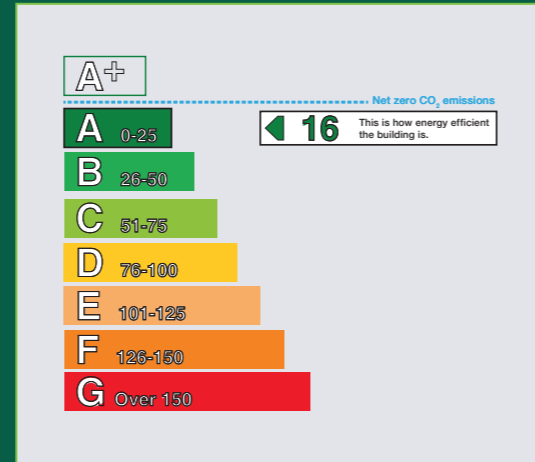 A+
Net zero CO₂ emissions
A 0-25
16 This is how energy efficient
the building is.
B 26-50
C 51-75
D 76-100
E 101-125
F 126-150
G Over 150